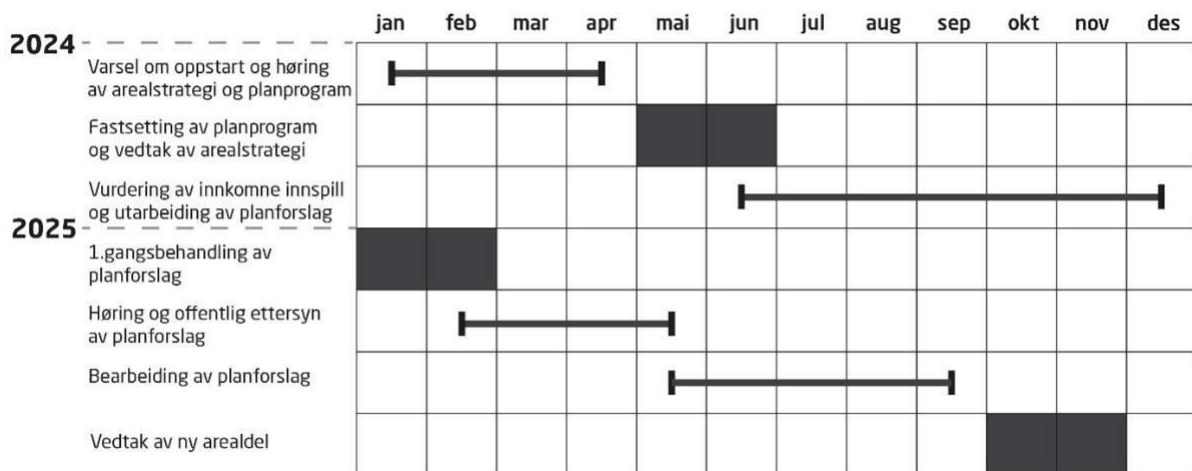 jan feb mar apr mai jun jul aug sep okt nov des
2024
Varsel om oppstart og høring
av arealstrategi og planprogram
Fastsetting av planprogram
og vedtak av arealstrategi
Vurdering av innkomne innspill
og utarbeiding av planforslag
2025
1.gangsbehandling av
planforslag
Høring og offentlig ettersyn
av planforslag
Bearbeiding av planforslag
Vedtak av ny arealdel